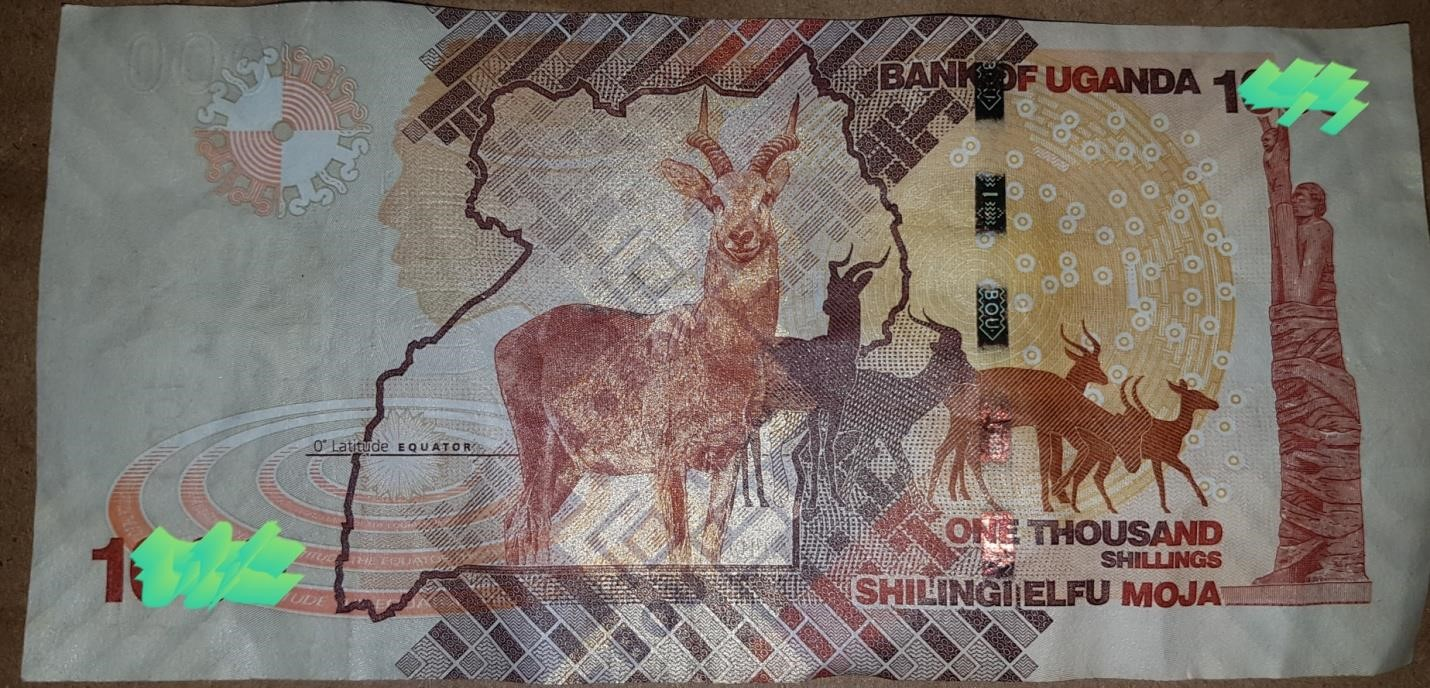 BANK OF UGANDA
0° Latitude EQUATOR
BOU
ONE THOUSAND
SHILLINGS
SHILINGI ELFU MOJA